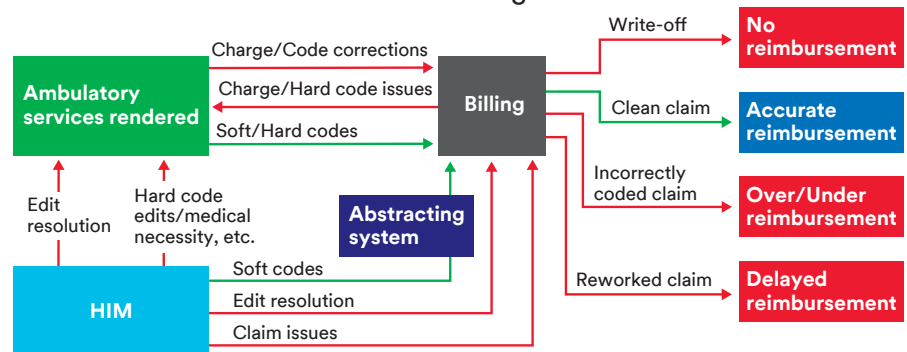 Write-off
No
reimbursement
Charge/Code corrections
Ambulatory
services rendered
Charge/Hard code issues
Billing
Clean claim
Accurate
reimbursement
Soft/Hard codes
Incorrectly
coded claim
Over/Under
reimbursement
Edit
resolution
Hard code
edits/medical
necessity, etc.
Abstracting
system
Soft codes
HIM
Edit resolution
Claim issues
Reworked claim
Delayed
reimbursement